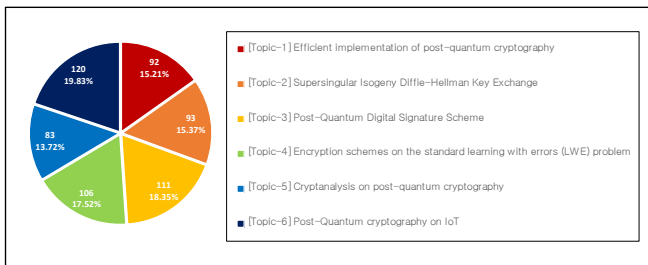 92
15.21%
93
15.37%
111
18.35%
106
17.52%
83
13.72%
120
19.83%
[Topic-1] Efficient implementation of post-quantum cryptography
[Topic-2] Supersingular Isogeny Diffie-Hellman Key Exchange
[Topic-3] Post-Quantum Digital Signature Scheme
[Topic-4] Encryption schemes on the standard learning with errors (LWE) problem
[Topic-5] Cryptanalysis on post-quantum cryptography
[Topic-6] Post-Quantum cryptography on IoT